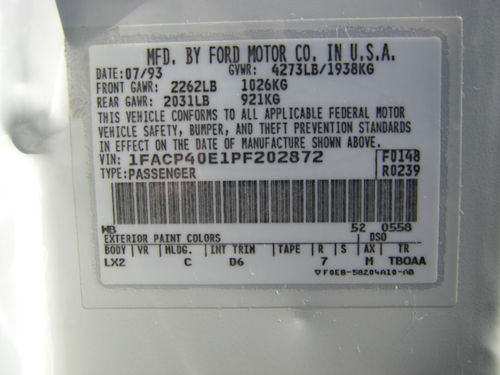 MFD. BY FORD MOTOR CO. IN U.S.A.
DATE: 07/93 GVWR: 4273LB/1938KG
FRONT GAWR: 2262LB 1026KG
REAR GAWR: 2031LB 921KG
THIS VEHICLE CONFORMS TO ALL APPLICABLE FEDERAL MOTOR
VEHICLE SAFETY, BUMPER, AND THEFT PREVENTION STANDARDS
IN EFFECT ON THE DATE OF MANUFACTURE SHOWN ABOVE.
VIN: 1FACP40E1PF202872 F0148
TYPE: PASSENGER R0239
WB 52 0558
EXTERIOR PAINT COLORS DSO
BODY VR MLDG. INT TRIM TAPE R S AX TR
LX2 C D6 7 M TB0AA
▽F0EB-58204A10-AB